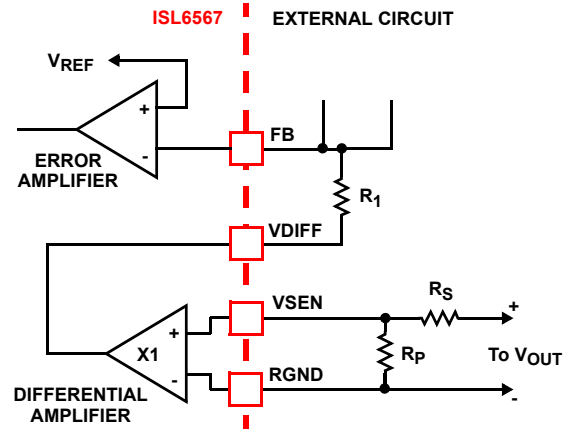 ISL6567
EXTERNAL CIRCUIT
VREF
+
-
FB
ERROR
AMPLIFIER
R1
VDIFF
VSEN
RS
+
+
X1
RP
To VOUT
-
RGND
-
DIFFERENTIAL
AMPLIFIER